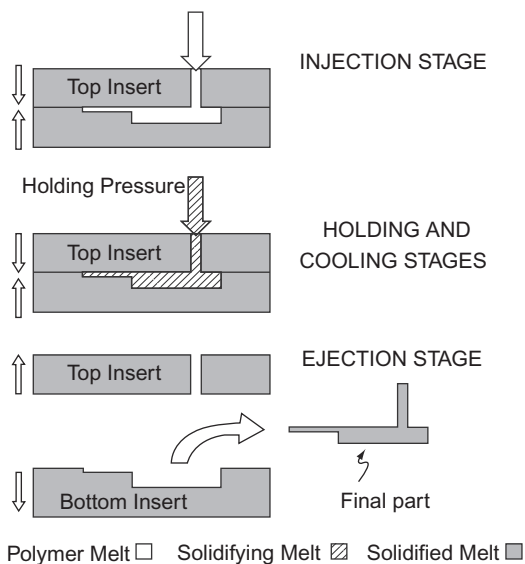 INJECTION STAGE
Top Insert
Holding Pressure
HOLDING AND
COOLING STAGES
Top Insert
EJECTION STAGE
Top Insert
Bottom Insert
Final part
Polymer Melt
Solidifying Melt
Solidified Melt